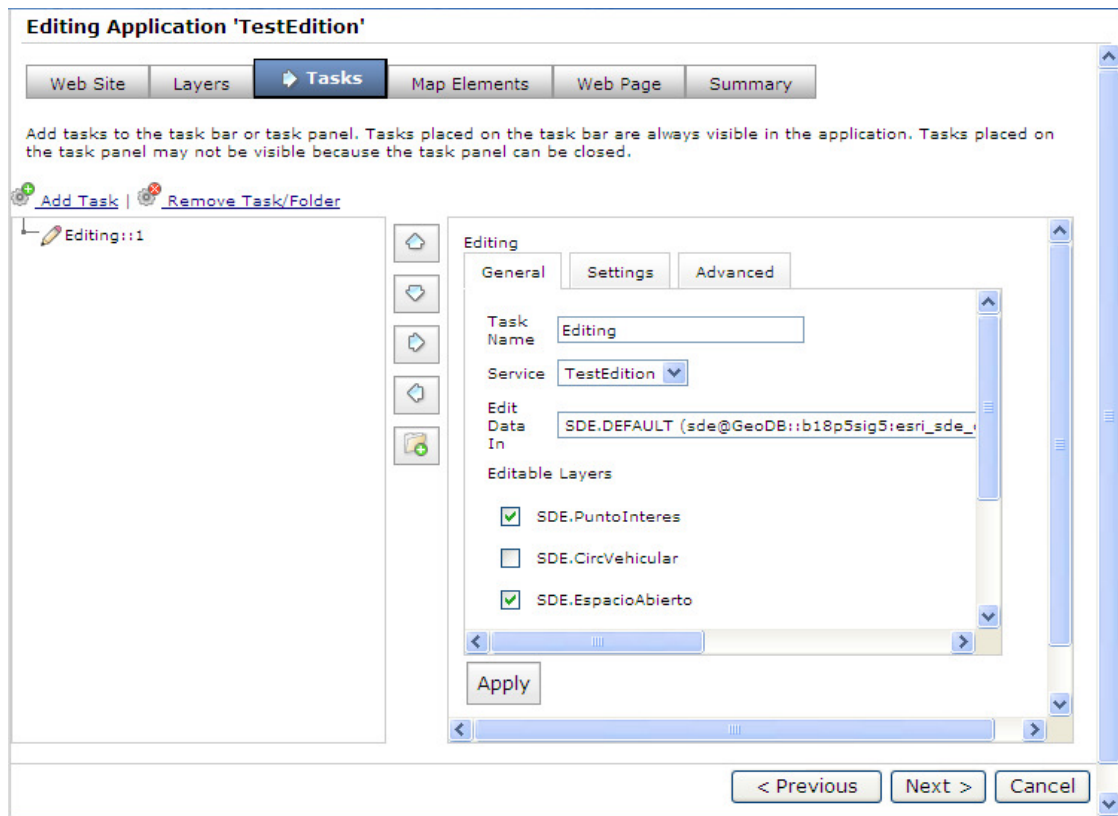 Editing Application 'TestEdition'
Web Site Layers Tasks Map Elements Web Page Summary
Add tasks to the task bar or task panel. Tasks placed on the task bar are always visible in the application. Tasks placed on
the task panel may not be visible because the task panel can be closed.
Add Task | Remove Task/Folder
Editing::1
Editing
General Settings Advanced
Task
Name
Editing
Service TestEdition
Edit
Data
In
SDE.DEFAULT (sde@GeoDB::b18p5sig5:esri_sde_
Editable Layers
SDE.PuntoInteres
SDE.CircVehicular
SDE.EspacioAbierto
Apply
< Previous Next > Cancel